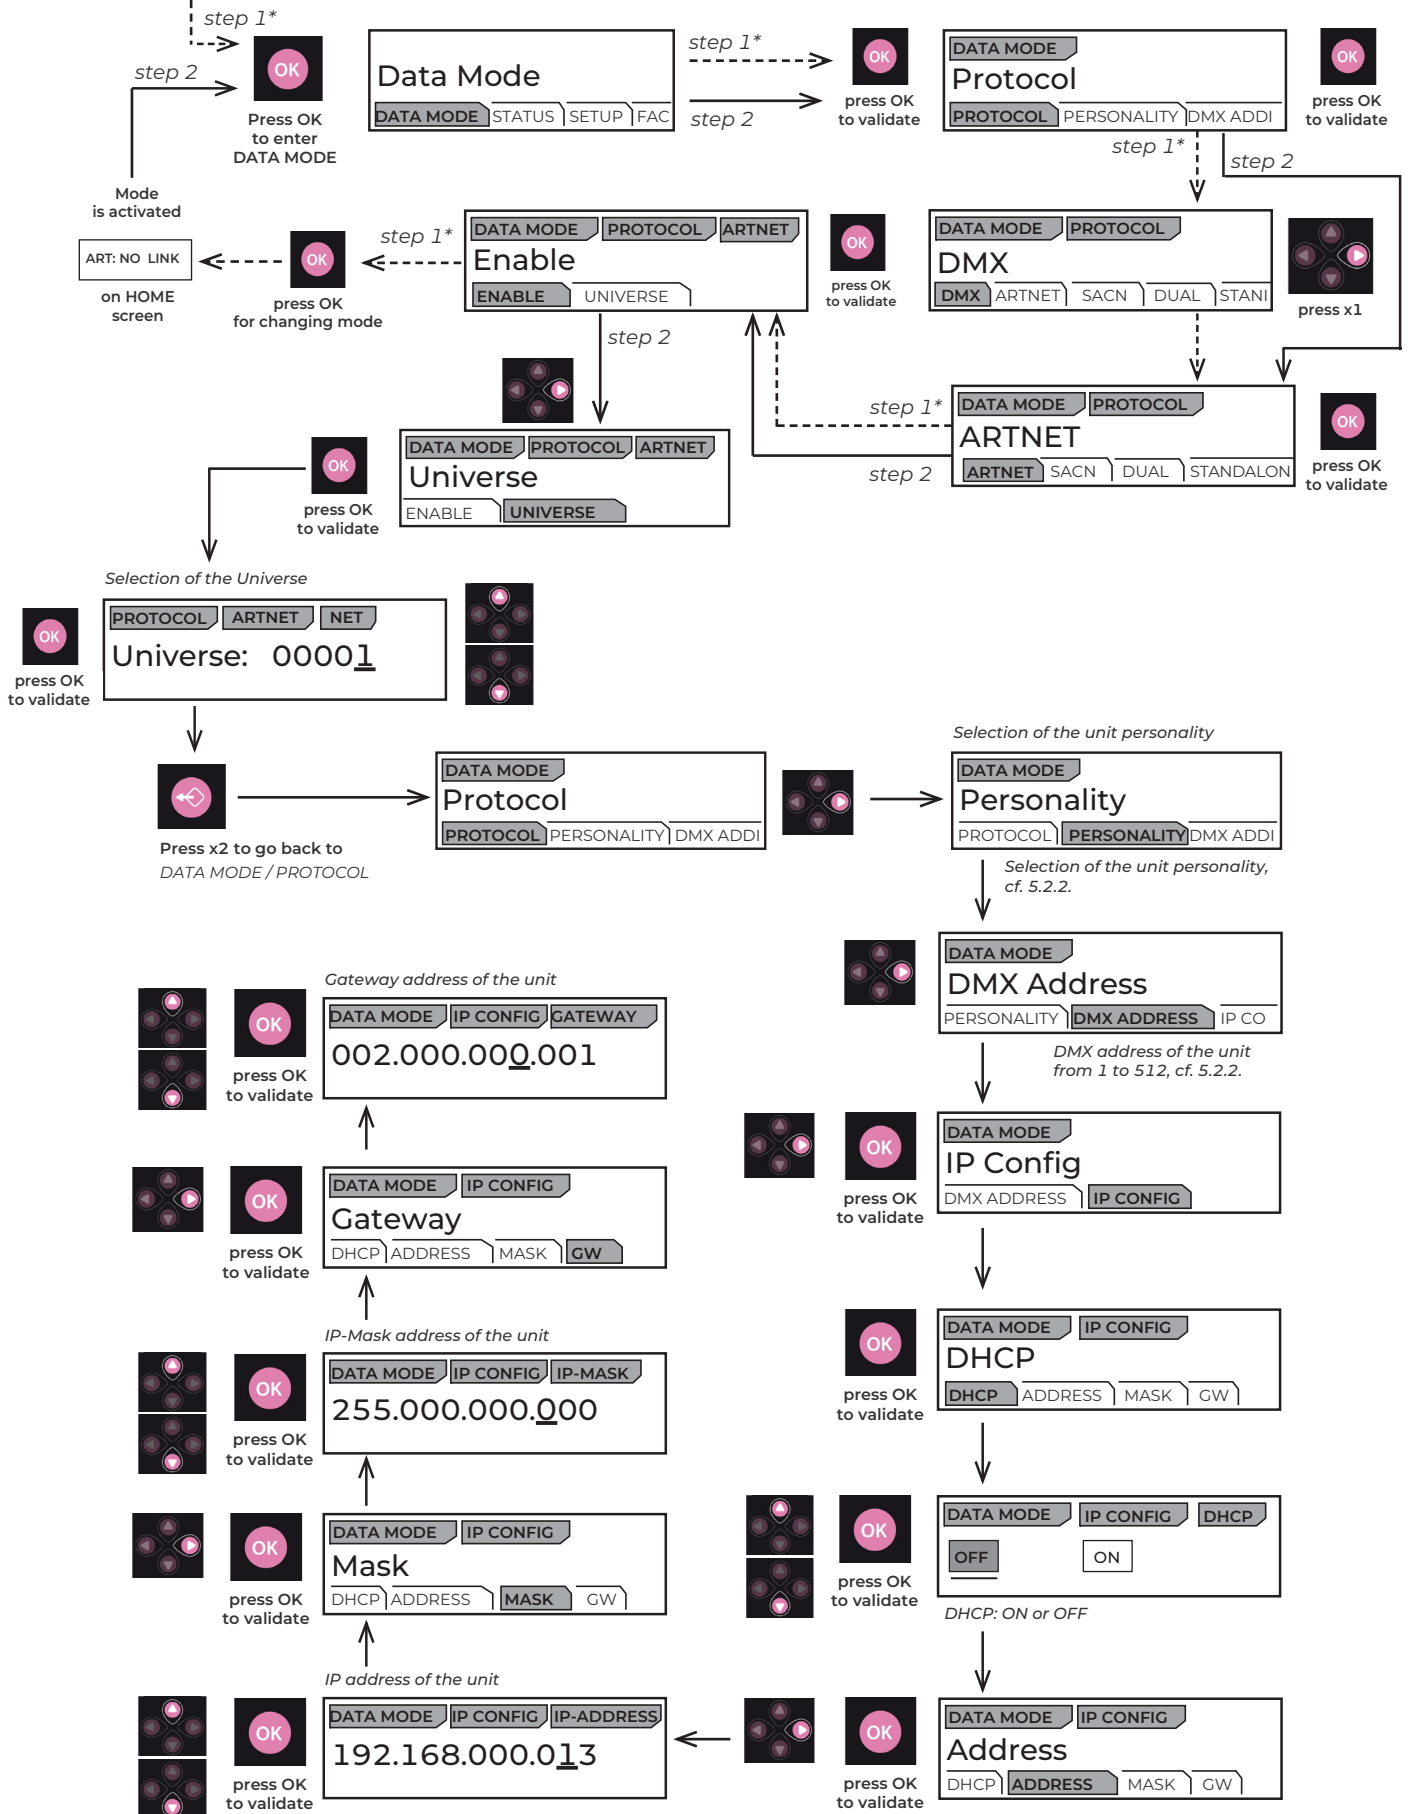 step 1*
step 2
OK
Press OK
to enter
DATA MODE
Data Mode
DATA MODE STATUS SETUP FAC
step 1*
step 2
OK
press OK
to validate
DATA MODE
Protocol
PROTOCOL PERSONALITY DMX ADDI
OK
press OK
to validate
step 1*
step 2
Mode
is activated
ART: NO LINK
on HOME
screen
OK
press OK
for changing mode
step 1*
DATA MODE PROTOCOL ARTNET
Enable
ENABLE UNIVERSE
OK
press OK
to validate
DATA MODE PROTOCOL
DMX
DMX ARTNET SACN DUAL STANI
press x1
step 2
step 1*
step 2
DATA MODE PROTOCOL
ARTNET
ARTNET SACN DUAL STANDALON
OK
press OK
to validate
DATA MODE PROTOCOL ARTNET
Universe
ENABLE UNIVERSE
OK
press OK
to validate
Selection of the Universe
PROTOCOL ARTNET NET
Universe: 00001
OK
press OK
to validate
Press x2 to go back to
DATA MODE / PROTOCOL
DATA MODE
Protocol
PROTOCOL PERSONALITY DMX ADDI
Selection of the unit personality
DATA MODE
Personality
PROTOCOL PERSONALITY DMX ADDI
Selection of the unit personality,
cf. 5.2.2.
DATA MODE
DMX Address
PERSONALITY DMX ADDRESS IP CO
DMX address of the unit
from 1 to 512, cf. 5.2.2.
OK
press OK
to validate
DATA MODE
IP Config
DMX ADDRESS IP CONFIG
OK
press OK
to validate
DATA MODE IP CONFIG
DHCP
DHCP ADDRESS MASK GW
OK
press OK
to validate
DATA MODE IP CONFIG DHCP
OFF ON
DHCP: ON or OFF
OK
press OK
to validate
DATA MODE IP CONFIG
Address
DHCP ADDRESS MASK GW
IP address of the unit
OK
press OK
to validate
DATA MODE IP CONFIG IP-ADDRESS
192.168.000.013
OK
press OK
to validate
DATA MODE IP CONFIG
Mask
DHCP ADDRESS MASK GW
IP-Mask address of the unit
OK
press OK
to validate
DATA MODE IP CONFIG IP-MASK
255.000.000.000
OK
press OK
to validate
DATA MODE IP CONFIG
Gateway
DHCP ADDRESS MASK GW
Gateway address of the unit
OK
press OK
to validate
DATA MODE IP CONFIG GATEWAY
002.000.000.001